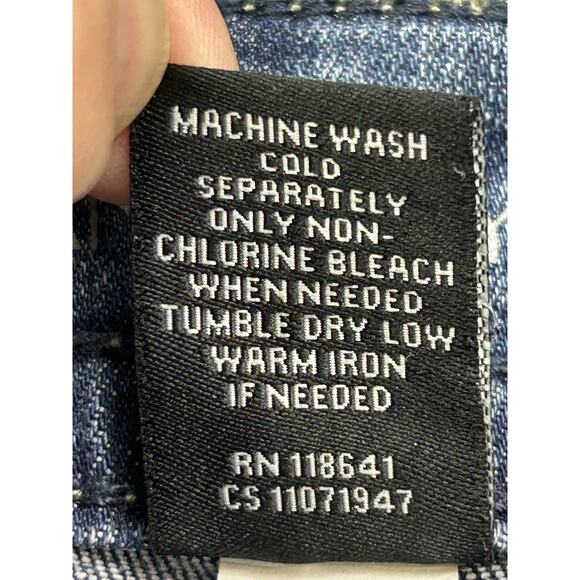 MACHINE WASH
COLD
SEPARATELY
ONLY NON-
CHLORINE BLEACH
WHEN NEEDED
TUMBLE DRY LOW
WARM IRON
IF NEEDED
RN 118641
CS 11071947